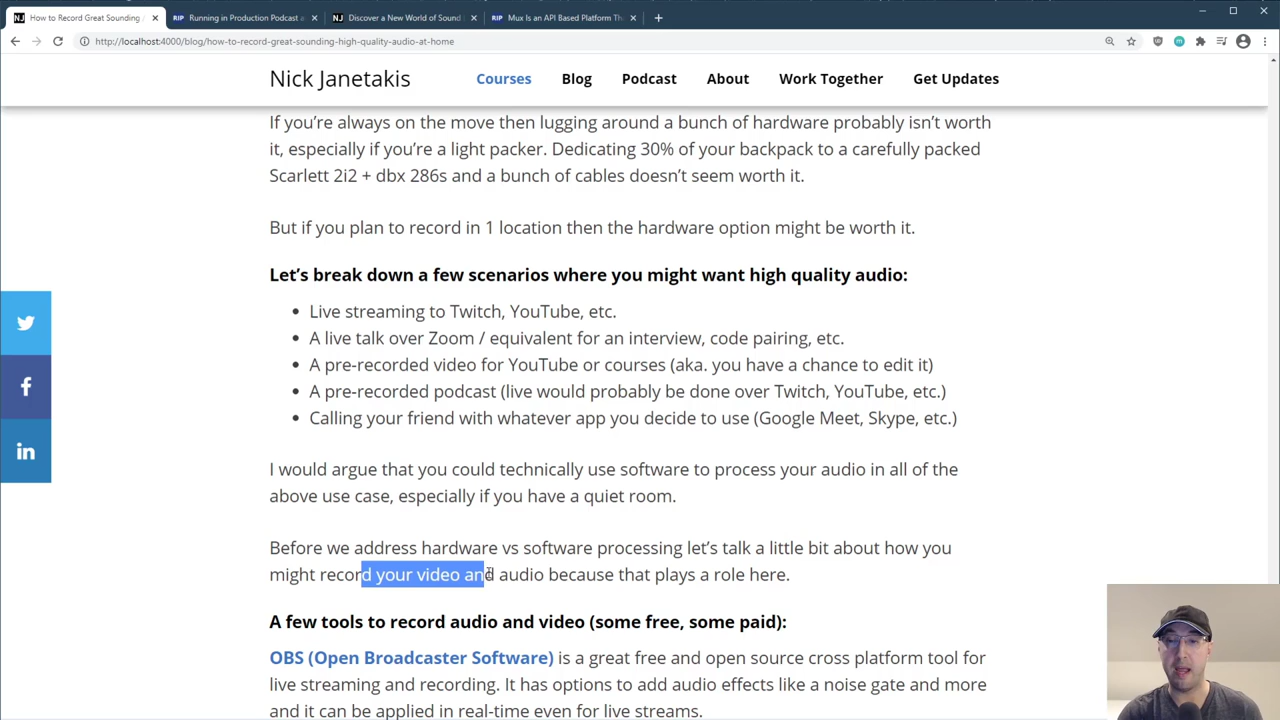 How to Record Great Sounding
Running in Production Podcast a
Discover a New World of Sound
Mux Is an API Based Platform Th
http://localhost:4000/blog/how-to-record-great-sounding-high-quality-audio-at-home
Nick Janetakis
Courses Blog Podcast About Work Together Get Updates
If you're always on the move then lugging around a bunch of hardware probably isn't worth
it, especially if you're a light packer. Dedicating 30% of your backpack to a carefully packed
Scarlett 2i2 + dbx 286s and a bunch of cables doesn't seem worth it.
But if you plan to record in 1 location then the hardware option might be worth it.
Let's break down a few scenarios where you might want high quality audio:
• Live streaming to Twitch, YouTube, etc.
• A live talk over Zoom / equivalent for an interview, code pairing, etc.
• A pre-recorded video for YouTube or courses (aka. you have a chance to edit it)
• A pre-recorded podcast (live would probably be done over Twitch, YouTube, etc.)
• Calling your friend with whatever app you decide to use (Google Meet, Skype, etc.)
I would argue that you could technically use software to process your audio in all of the
above use case, especially if you have a quiet room.
Before we address hardware vs software processing let's talk a little bit about how you
might record your video and audio because that plays a role here.
A few tools to record audio and video (some free, some paid):
OBS (Open Broadcaster Software) is a great free and open source cross platform tool for
live streaming and recording. It has options to add audio effects like a noise gate and more
and it can be applied in real-time even for live streams.